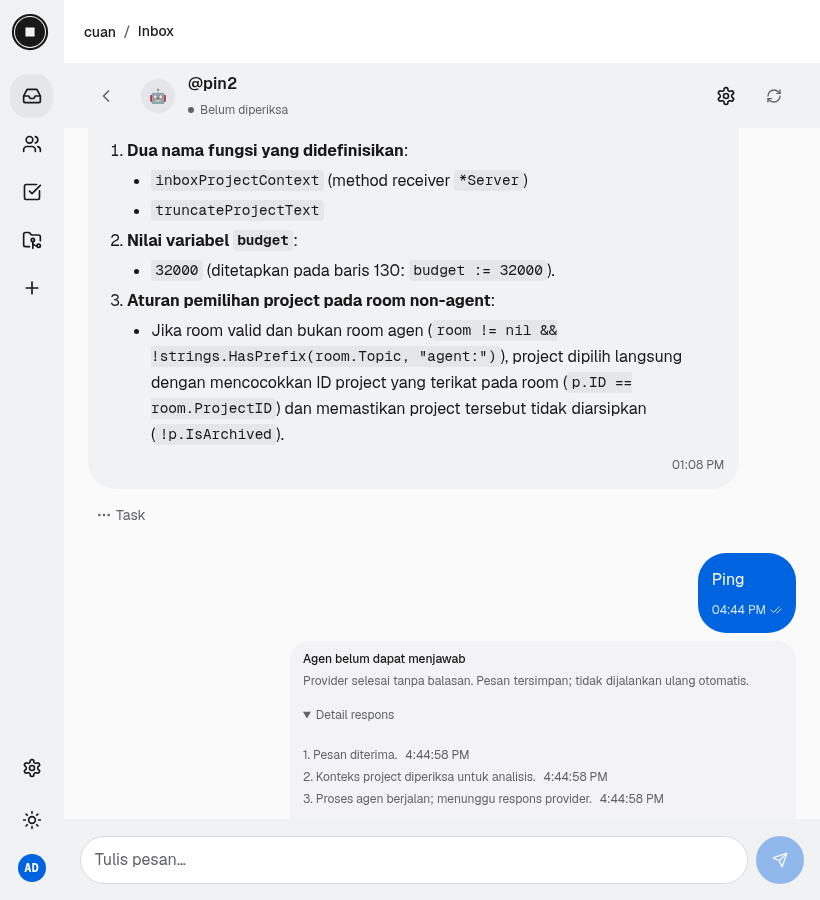 cuan / Inbox
@pin2
Belum diperiksa
1. Dua nama fungsi yang didefinisikan:
• inboxProjectContext (method receiver *Server)
• truncateProjectText
2. Nilai variabel budget:
• 32000 (ditetapkan pada baris 130: budget := 32000).
3. Aturan pemilihan project pada room non-agent:
• Jika room valid dan bukan room agen (room != nil &&
!strings.HasPrefix(room.Topic, "agent:")), project dipilih langsung
dengan mencocokkan ID project yang terikat pada room (p.ID ==
room.ProjectID) dan memastikan project tersebut tidak diarsipkan
(!p.IsArchived).
01:08 PM
••• Task
Ping
04:44 PM
Agen belum dapat menjawab
Provider selesai tanpa balasan. Pesan tersimpan; tidak dijalankan ulang otomatis.
▼ Detail respons
1. Pesan diterima. 4:44:58 PM
2. Konteks project diperiksa untuk analisis. 4:44:58 PM
3. Proses agen berjalan; menunggu respons provider. 4:44:58 PM
Tulis pesan...
AD